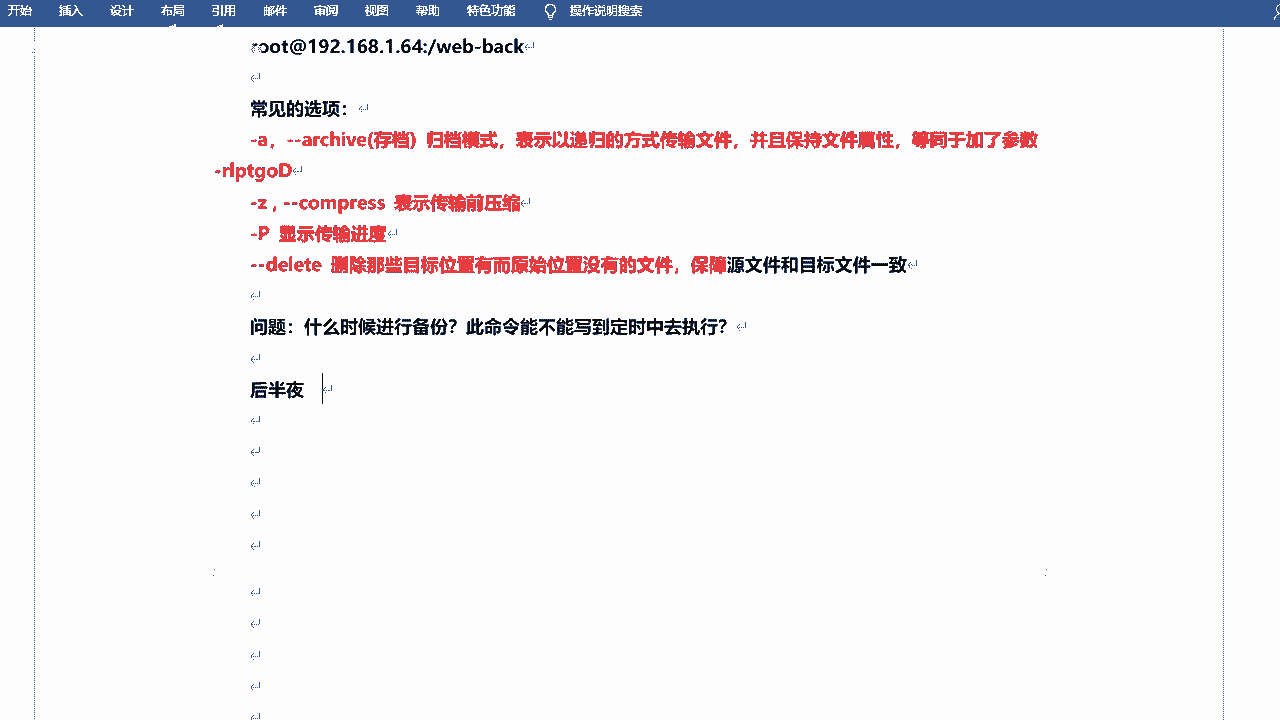 开始 插入 设计 布局 引用 邮件 审阅 视图 帮助 特色功能 操作说明搜索
root@192.168.1.64:/web-back
常见的选项：
-a，--archive(存档) 归档模式，表示以递归的方式传输文件，并且保持文件属性，等同于加了参数
-rlptgoD
-z , --compress 表示传输前压缩
-P 显示传输进度
--delete 删除那些目标位置有而原始位置没有的文件，保障源文件和目标文件一致
问题：什么时候进行备份？此命令能不能写到定时中去执行？
后半夜